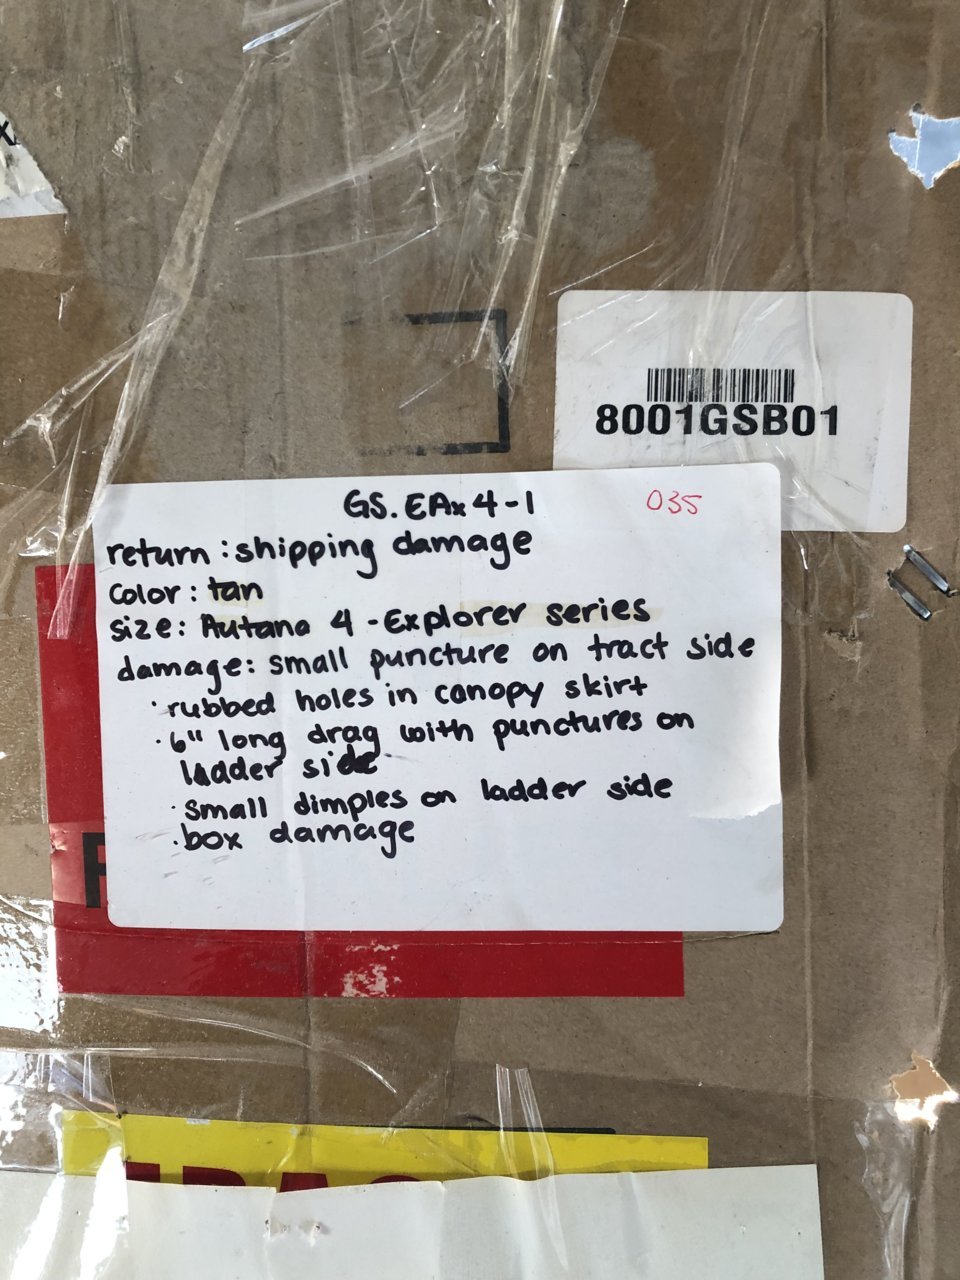 8001GSB01
GS.EAx4-1 035
return: shipping damage
color: tan
size: Autana 4 - Explorer series
damage: small puncture on tract side
· rubbed holes in canopy skirt
· 6" long drag with punctures on
ladder side
· small dimples on ladder side
· box damage